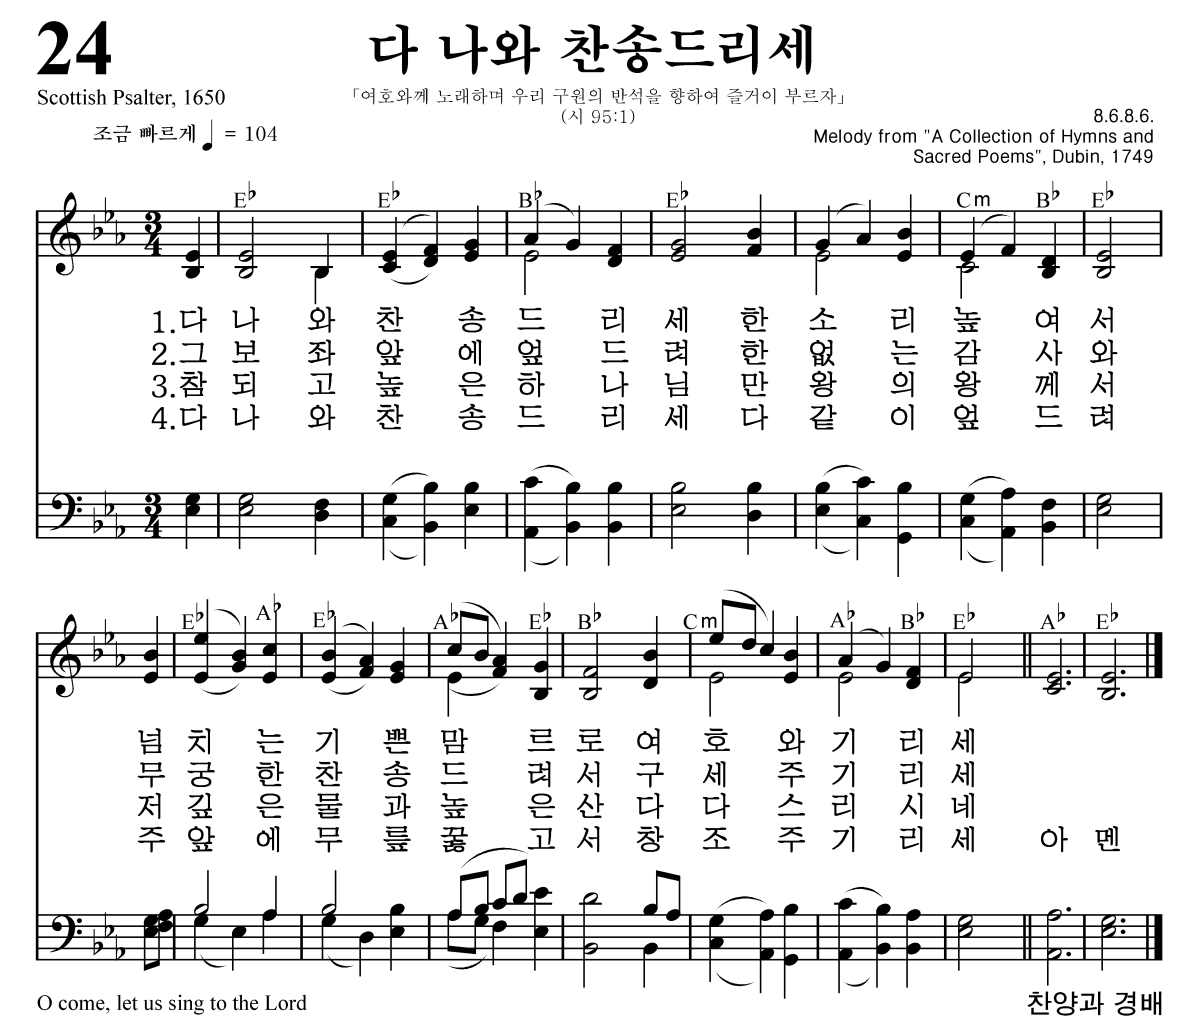 24
다 나와 찬송드리세
Scottish Psalter, 1650
「여호와께 노래하며 우리 구원의 반석을 향하여 즐거이 부르자」
(시 95:1)
조금 빠르게 ♩ = 104
8.6.8.6.
Melody from "A Collection of Hymns and
Sacred Poems", Dubin, 1749
E♭ E♭ B♭ E♭ Cm B♭ E♭
3 4
1.다 나 와 찬 송 드 리 세 한 소 리 높 여 서
2.그 보 좌 앞 에 엎 드 려 한 없 는 감 사 와
3.참 되 고 높 은 하 나 님 만 왕 의 왕 께 서
4.다 나 와 찬 송 드 리 세 다 같 이 엎 드 려
3 4
E♭ A♭ E♭ A♭ E♭ B♭ Cm A♭ B♭ E♭ A♭ E♭
넘 치 는 기 쁜 맘 르 로 여 호 와 기 리 세
무 궁 한 찬 송 드 려 서 구 세 주 기 리 세
저 깊 은 물 과 높 은 산 다 다 스 리 시 네
주 앞 에 무 릎 꿇 고 서 창 조 주 기 리 세 아 멘
O come, let us sing to the Lord
찬양과 경배